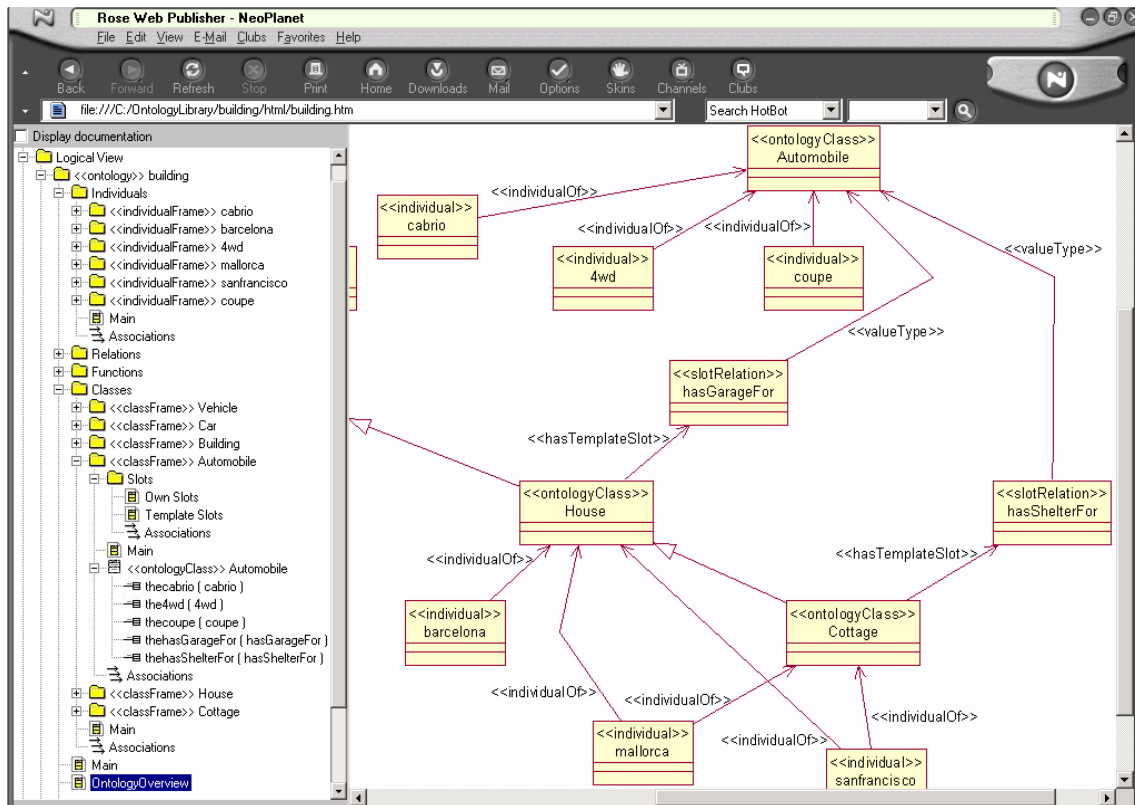 Rose Web Publisher - NeoPlanet
File Edit View E-Mail Clubs Favorites Help
Back Forward Refresh Stop Print Home Downloads Mail Options Skins Channels Clubs
file:///C:/OntologyLibrary/building/html/building.htm
Search HotBot
Display documentation
Logical View
<<ontology>> building
Individuals
<<individualFrame>> cabrio
<<individualFrame>> barcelona
<<individualFrame>> 4wd
<<individualFrame>> mallorca
<<individualFrame>> sanfrancisco
<<individualFrame>> coupe
Main
Associations
Relations
Functions
Classes
<<classFrame>> Vehicle
<<classFrame>> Car
<<classFrame>> Building
<<classFrame>> Automobile
Slots
Own Slots
Template Slots
Associations
Main
<<ontologyClass>> Automobile
thecabrio ( cabrio )
the4wd ( 4wd )
thecoupe ( coupe )
thehasGarageFor ( hasGarageFor )
thehasShelterFor ( hasShelterFor )
Associations
<<classFrame>> House
<<classFrame>> Cottage
Main
Associations
Main
OntologyOverview
<<ontologyClass>>
Automobile
<<individualOf>>
<<individual>>
cabrio
<<individualOf>>
<<individualOf>>
<<valueType>>
<<individual>>
4wd
<<individual>>
coupe
<<valueType>>
<<slotRelation>>
hasGarageFor
<<hasTemplateSlot>>
<<ontologyClass>>
House
<<slotRelation>>
hasShelterFor
<<individualOf>>
<<hasTemplateSlot>>
<<individual>>
barcelona
<<ontologyClass>>
Cottage
<<individualOf>>
<<individualOf>>
<<individualOf>>
<<individualOf>>
<<individual>>
mallorca
<<individual>>
sanfrancisco